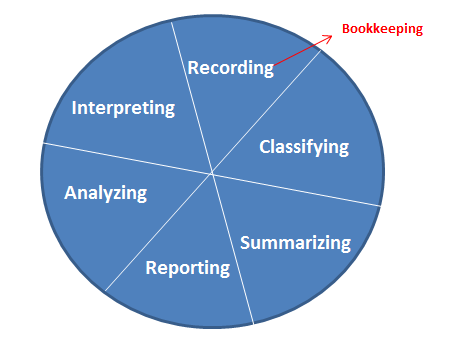 Bookkeeping
Recording
Interpreting
Classifying
Analyzing
Summarizing
Reporting